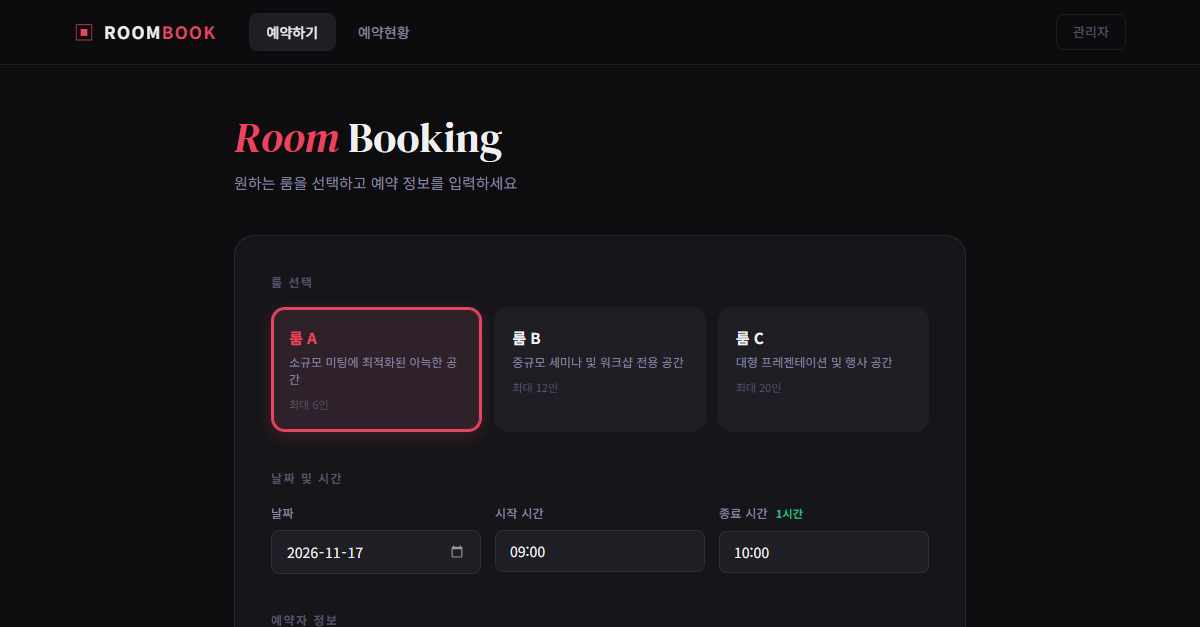 ROOMBOOK
예약하기
예약현황
관리자
Room Booking
원하는 룸을 선택하고 예약 정보를 입력하세요
룸 선택
룸 A
소규모 미팅에 최적화된 아늑한 공
간
최대 6인
룸 B
중규모 세미나 및 워크샵 전용 공간
최대 12인
룸 C
대형 프레젠테이션 및 행사 공간
최대 20인
날짜 및 시간
날짜
2026-11-17
시작 시간
09:00
종료 시간 1시간
10:00
예약자 정보